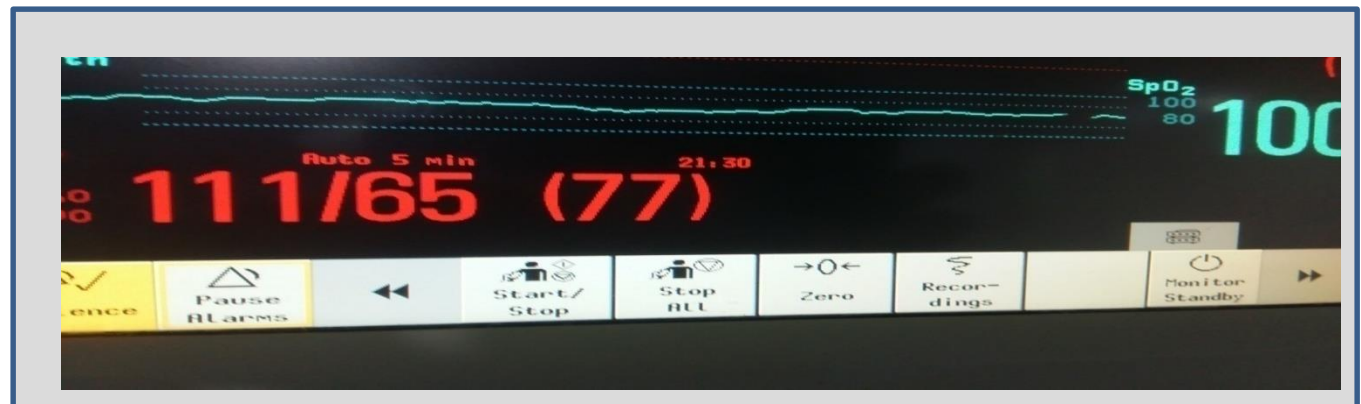 SpO₂
100
80
100
Auto 5 Min
21:30
111/65 (77)
Pause
Alarms
Start/
Stop
Stop
All
→0←
Zero
Recor-
dings
Monitor
Standby